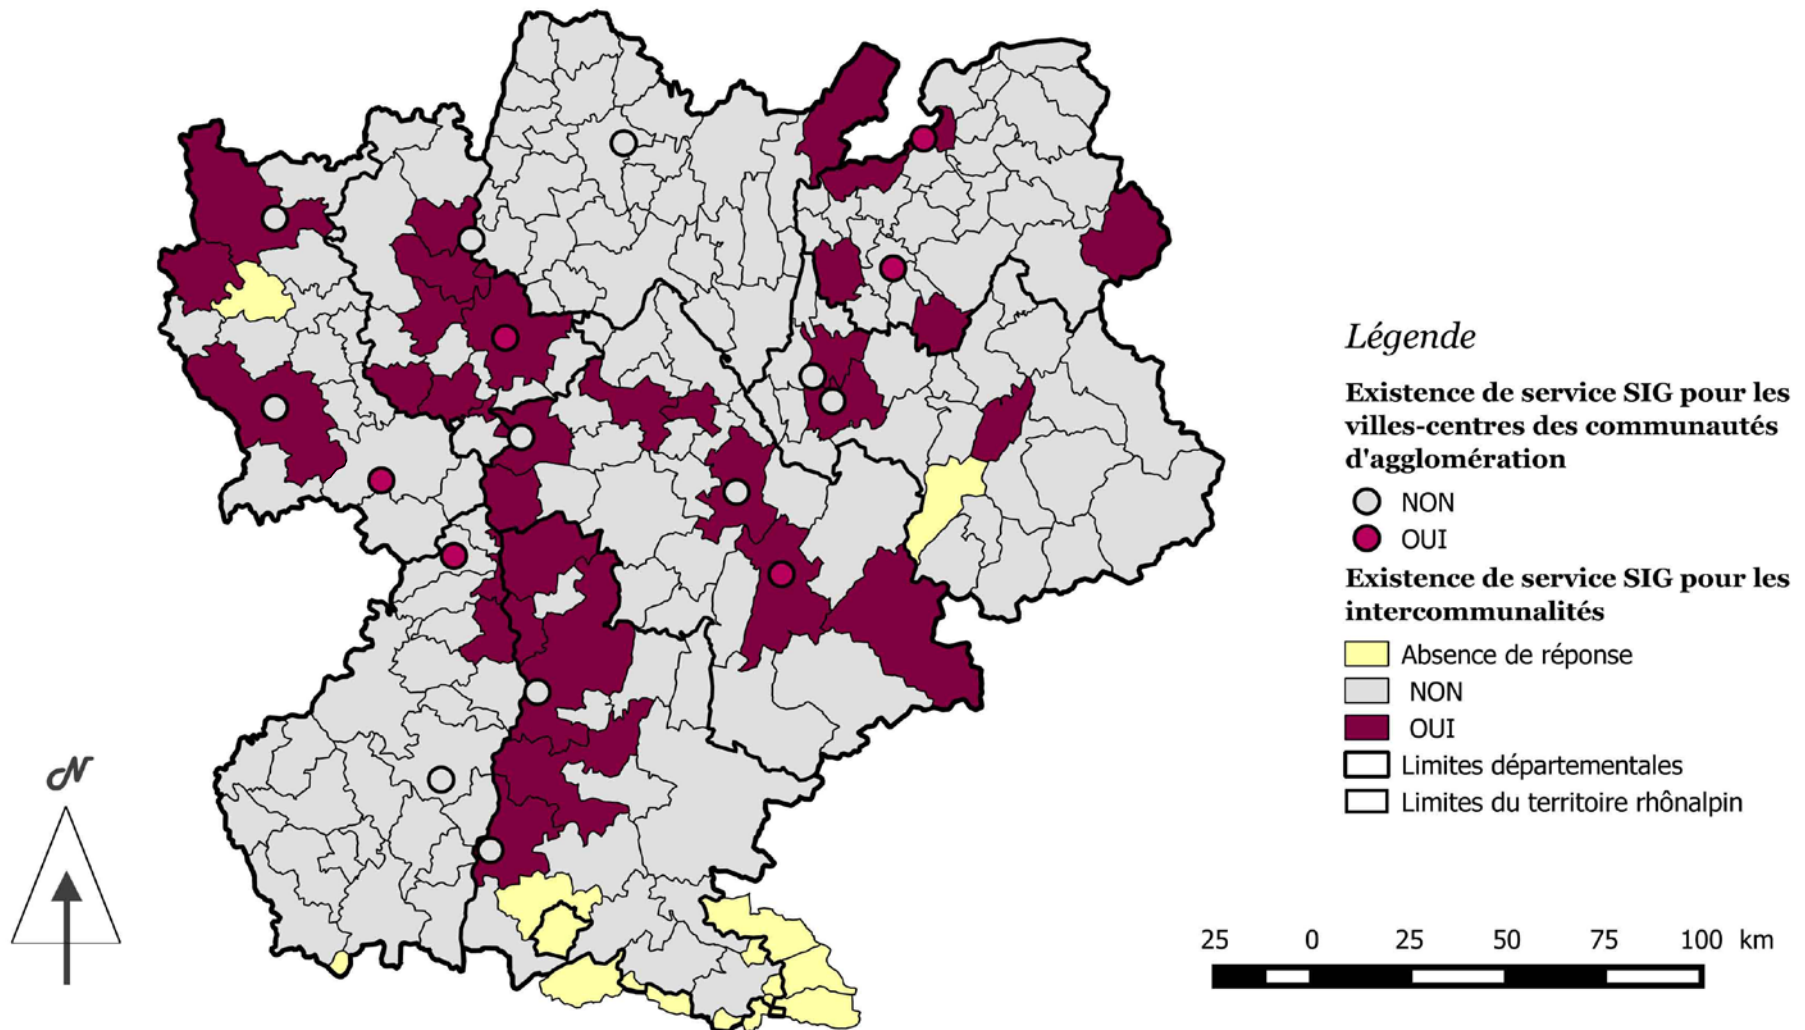 Légende
Existence de service SIG pour les
villes-centres des communautés
d'agglomération
NON
OUI
Existence de service SIG pour les
intercommunalités
Absence de réponse
NON
OUI
Limites départementales
Limites du territoire rhônalpin
N
25 0 25 50 75 100 km